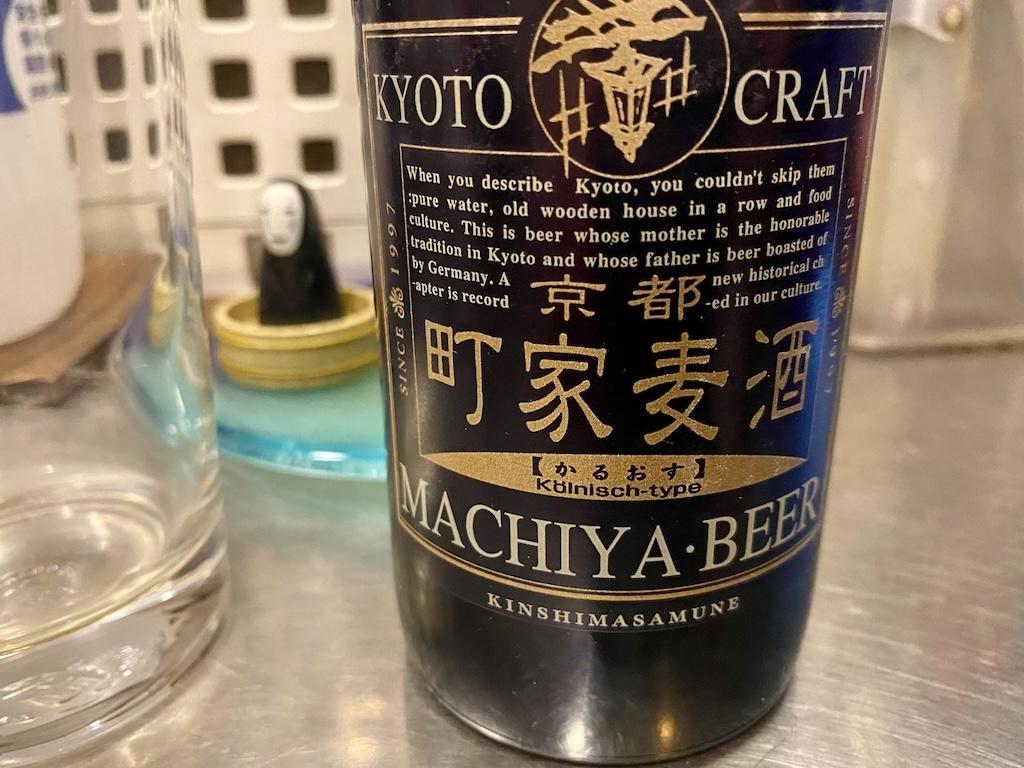 KYOTO CRAFT
When you describe Kyoto, you couldn't skip them
:pure water, old wooden house in a row and food
culture. This is beer whose mother is the honorable
tradition in Kyoto and whose father is beer boasted of
by Germany. A new historical ch
-apter is record -ed in our culture.
京都
町家麦酒
【かるおす】
Kölnisch-type
MACHIYA・BEER
KINSHIMASAMUNE
SINCE 1997
SINCE 1997